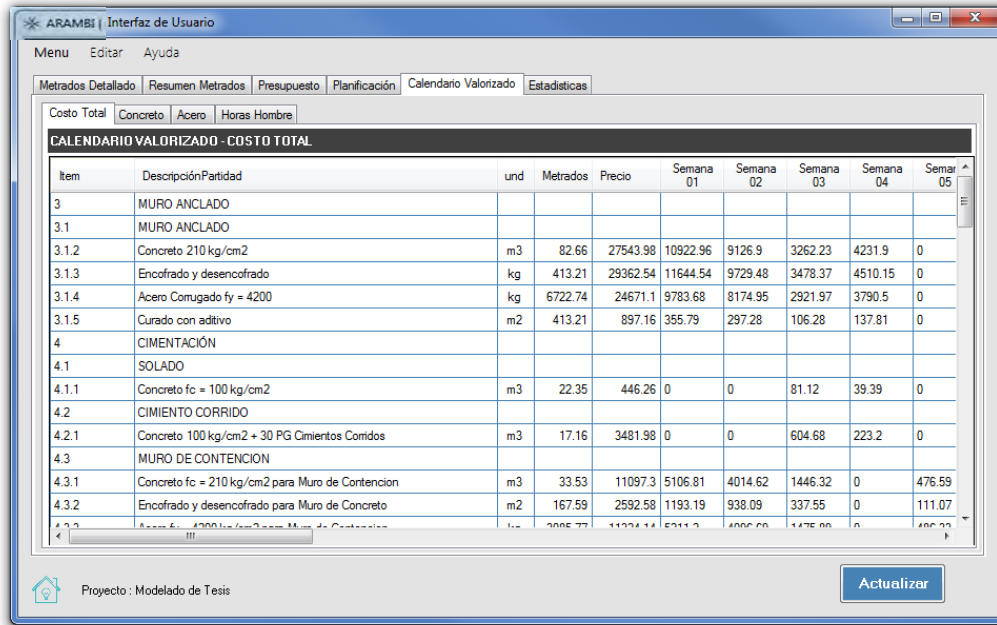 ARAMBI | Interfaz de Usuario
Menu Editar Ayuda
Metrados Detallado Resumen Metrados Presupuesto Planificación Calendario Valorizado Estadisticas
Costo Total Concreto Acero Horas Hombre
CALENDARIO VALORIZADO - COSTO TOTAL
Item DescripciónPartidad und Metrados Precio Semana 01 Semana 02 Semana 03 Semana 04 Semar 05
3 MURO ANCLADO
3.1 MURO ANCLADO
3.1.2 Concreto 210 kg/cm2 m3 82.66 27543.98 10922.96 9126.9 3262.23 4231.9 0
3.1.3 Encofrado y desencofrado kg 413.21 29362.54 11644.54 9729.48 3478.37 4510.15 0
3.1.4 Acero Corrugado fy = 4200 kg 6722.74 24671.1 9783.68 8174.95 2921.97 3790.5 0
3.1.5 Curado con aditivo m2 413.21 897.16 355.79 297.28 106.28 137.81 0
4 CIMENTACIÓN
4.1 SOLADO
4.1.1 Concreto fc = 100 kg/cm2 m3 22.35 446.26 0 0 81.12 39.39 0
4.2 CIMIENTO CORRIDO
4.2.1 Concreto 100 kg/cm2 + 30 PG Cimientos Corridos m3 17.16 3481.98 0 0 604.68 223.2 0
4.3 MURO DE CONTENCION
4.3.1 Concreto fc = 210 kg/cm2 para Muro de Contencion m3 33.53 11097.3 5106.81 4014.62 1446.32 0 476.59
4.3.2 Encofrado y desencofrado para Muro de Concreto m2 167.59 2592.58 1193.19 938.09 337.55 0 111.07
Proyecto : Modelado de Tesis
Actualizar